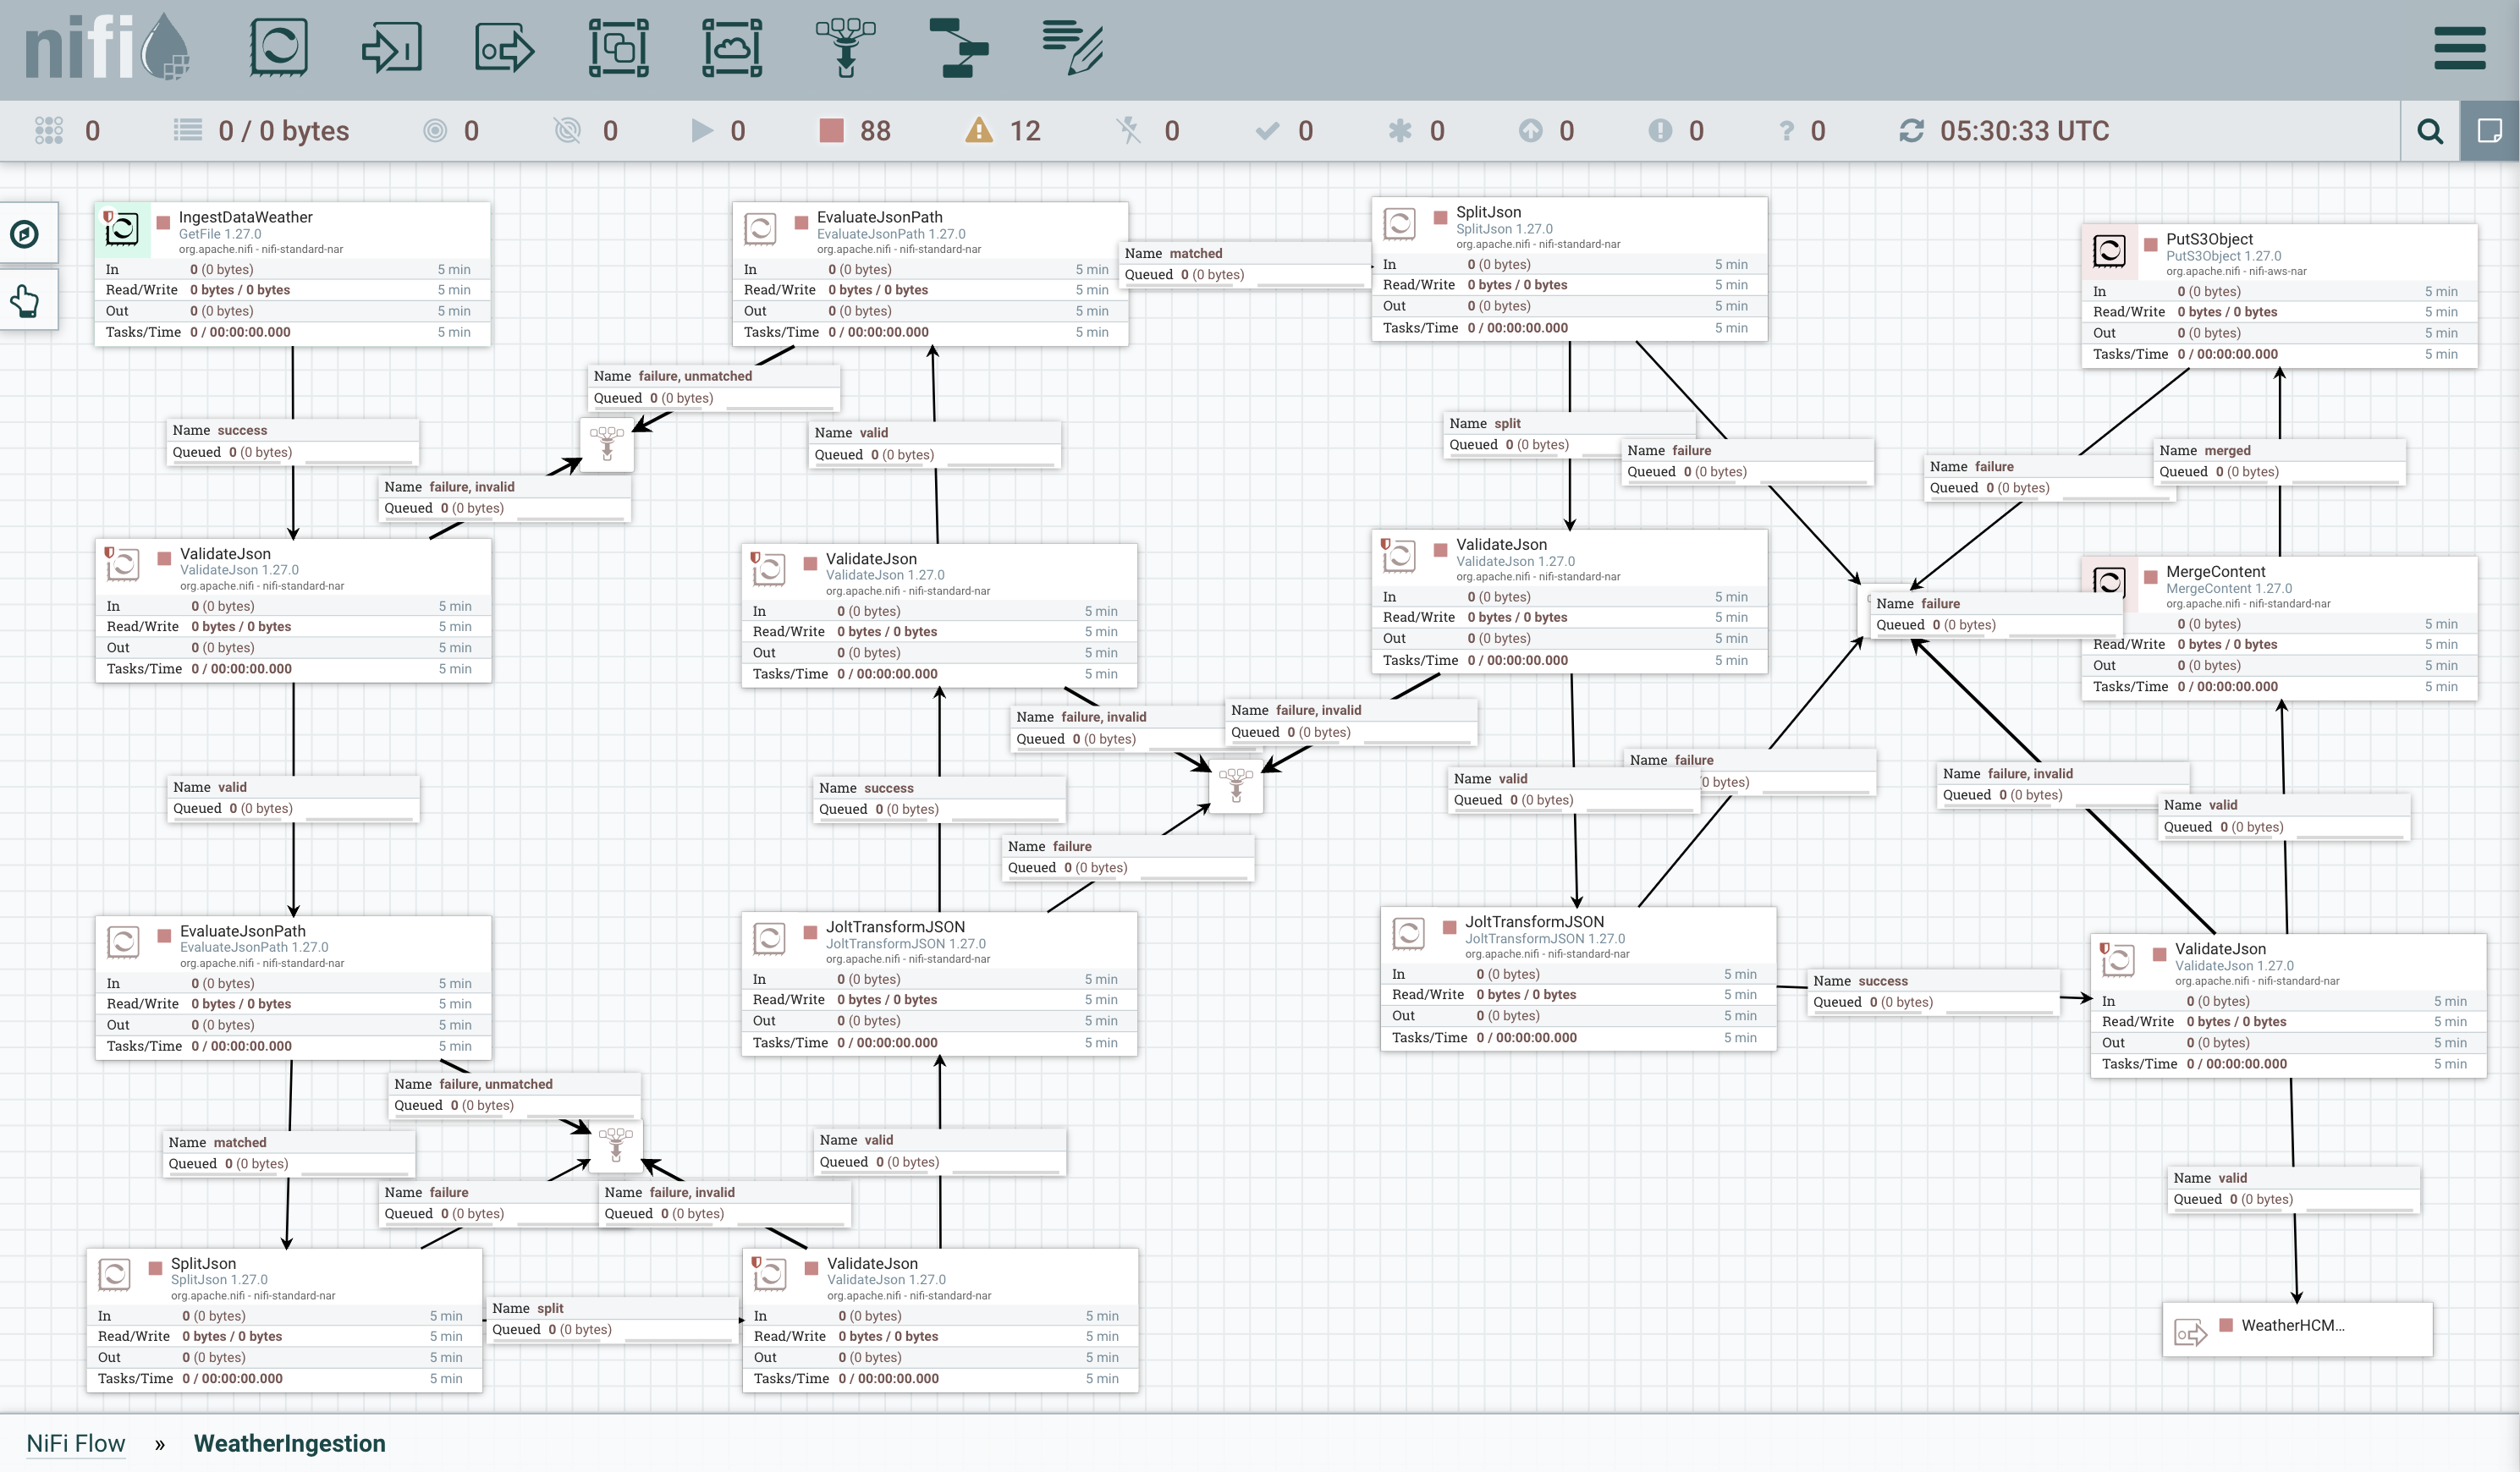 nifi
0
0 / 0 bytes
0
0
0
88
12
0
0
0
0
0
0
05:30:33 UTC
IngestDataWeather
GetFile 1.27.0
org.apache.nifi - nifi-standard-nar
In 0 (0 bytes) 5 min
Read/Write 0 bytes / 0 bytes 5 min
Out 0 (0 bytes) 5 min
Tasks/Time 0 / 00:00:00.000 5 min
Name success
Queued 0 (0 bytes)
Name failure, invalid
Queued 0 (0 bytes)
ValidateJson
ValidateJson 1.27.0
org.apache.nifi - nifi-standard-nar
In 0 (0 bytes) 5 min
Read/Write 0 bytes / 0 bytes 5 min
Out 0 (0 bytes) 5 min
Tasks/Time 0 / 00:00:00.000 5 min
Name valid
Queued 0 (0 bytes)
EvaluateJsonPath
EvaluateJsonPath 1.27.0
org.apache.nifi - nifi-standard-nar
In 0 (0 bytes) 5 min
Read/Write 0 bytes / 0 bytes 5 min
Out 0 (0 bytes) 5 min
Tasks/Time 0 / 00:00:00.000 5 min
Name failure, unmatched
Queued 0 (0 bytes)
Name matched
Queued 0 (0 bytes)
Name failure
Queued 0 (0 bytes)
Name failure, invalid
Queued 0 (0 bytes)
SplitJson
SplitJson 1.27.0
org.apache.nifi - nifi-standard-nar
In 0 (0 bytes) 5 min
Read/Write 0 bytes / 0 bytes 5 min
Out 0 (0 bytes) 5 min
Tasks/Time 0 / 00:00:00.000 5 min
Name split
Queued 0 (0 bytes)
EvaluateJsonPath
EvaluateJsonPath 1.27.0
org.apache.nifi - nifi-standard-nar
In 0 (0 bytes) 5 min
Read/Write 0 bytes / 0 bytes 5 min
Out 0 (0 bytes) 5 min
Tasks/Time 0 / 00:00:00.000 5 min
Name matched
Queued 0 (0 bytes)
Name failure, unmatched
Queued 0 (0 bytes)
Name valid
Queued 0 (0 bytes)
ValidateJson
ValidateJson 1.27.0
org.apache.nifi - nifi-standard-nar
In 0 (0 bytes) 5 min
Read/Write 0 bytes / 0 bytes 5 min
Out 0 (0 bytes) 5 min
Tasks/Time 0 / 00:00:00.000 5 min
Name failure, invalid
Queued 0 (0 bytes)
Name failure, invalid
Queued 0 (0 bytes)
Name success
Queued 0 (0 bytes)
Name failure
Queued 0 (0 bytes)
JoltTransformJSON
JoltTransformJSON 1.27.0
org.apache.nifi - nifi-standard-nar
In 0 (0 bytes) 5 min
Read/Write 0 bytes / 0 bytes 5 min
Out 0 (0 bytes) 5 min
Tasks/Time 0 / 00:00:00.000 5 min
Name valid
Queued 0 (0 bytes)
ValidateJson
ValidateJson 1.27.0
org.apache.nifi - nifi-standard-nar
In 0 (0 bytes) 5 min
Read/Write 0 bytes / 0 bytes 5 min
Out 0 (0 bytes) 5 min
Tasks/Time 0 / 00:00:00.000 5 min
SplitJson
SplitJson 1.27.0
org.apache.nifi - nifi-standard-nar
In 0 (0 bytes) 5 min
Read/Write 0 bytes / 0 bytes 5 min
Out 0 (0 bytes) 5 min
Tasks/Time 0 / 00:00:00.000 5 min
Name split
Queued 0 (0 bytes)
Name failure
Queued 0 (0 bytes)
ValidateJson
ValidateJson 1.27.0
org.apache.nifi - nifi-standard-nar
In 0 (0 bytes) 5 min
Read/Write 0 bytes / 0 bytes 5 min
Out 0 (0 bytes) 5 min
Tasks/Time 0 / 00:00:00.000 5 min
Name failure
0 bytes)
Name valid
Queued 0 (0 bytes)
JoltTransformJSON
JoltTransformJSON 1.27.0
org.apache.nifi - nifi-standard-nar
In 0 (0 bytes) 5 min
Read/Write 0 bytes / 0 bytes 5 min
Out 0 (0 bytes) 5 min
Tasks/Time 0 / 00:00:00.000 5 min
Name success
Queued 0 (0 bytes)
PutS3Object
PutS3Object 1.27.0
org.apache.nifi - nifi-aws-nar
In 0 (0 bytes) 5 min
Read/Write 0 bytes / 0 bytes 5 min
Out 0 (0 bytes) 5 min
Tasks/Time 0 / 00:00:00.000 5 min
Name failure
Queued 0 (0 bytes)
Name merged
Queued 0 (0 bytes)
MergeContent
MergeContent 1.27.0
org.apache.nifi - nifi-standard-nar
Name failure
Queued 0 (0 bytes)
0 (0 bytes) 5 min
Read/Write 0 bytes / 0 bytes 5 min
Out 0 (0 bytes) 5 min
Tasks/Time 0 / 00:00:00.000 5 min
Name failure, invalid
Queued 0 (0 bytes)
Name valid
Queued 0 (0 bytes)
ValidateJson
ValidateJson 1.27.0
org.apache.nifi - nifi-standard-nar
In 0 (0 bytes) 5 min
Read/Write 0 bytes / 0 bytes 5 min
Out 0 (0 bytes) 5 min
Tasks/Time 0 / 00:00:00.000 5 min
Name valid
Queued 0 (0 bytes)
WeatherHCM...
NiFi Flow » WeatherIngestion